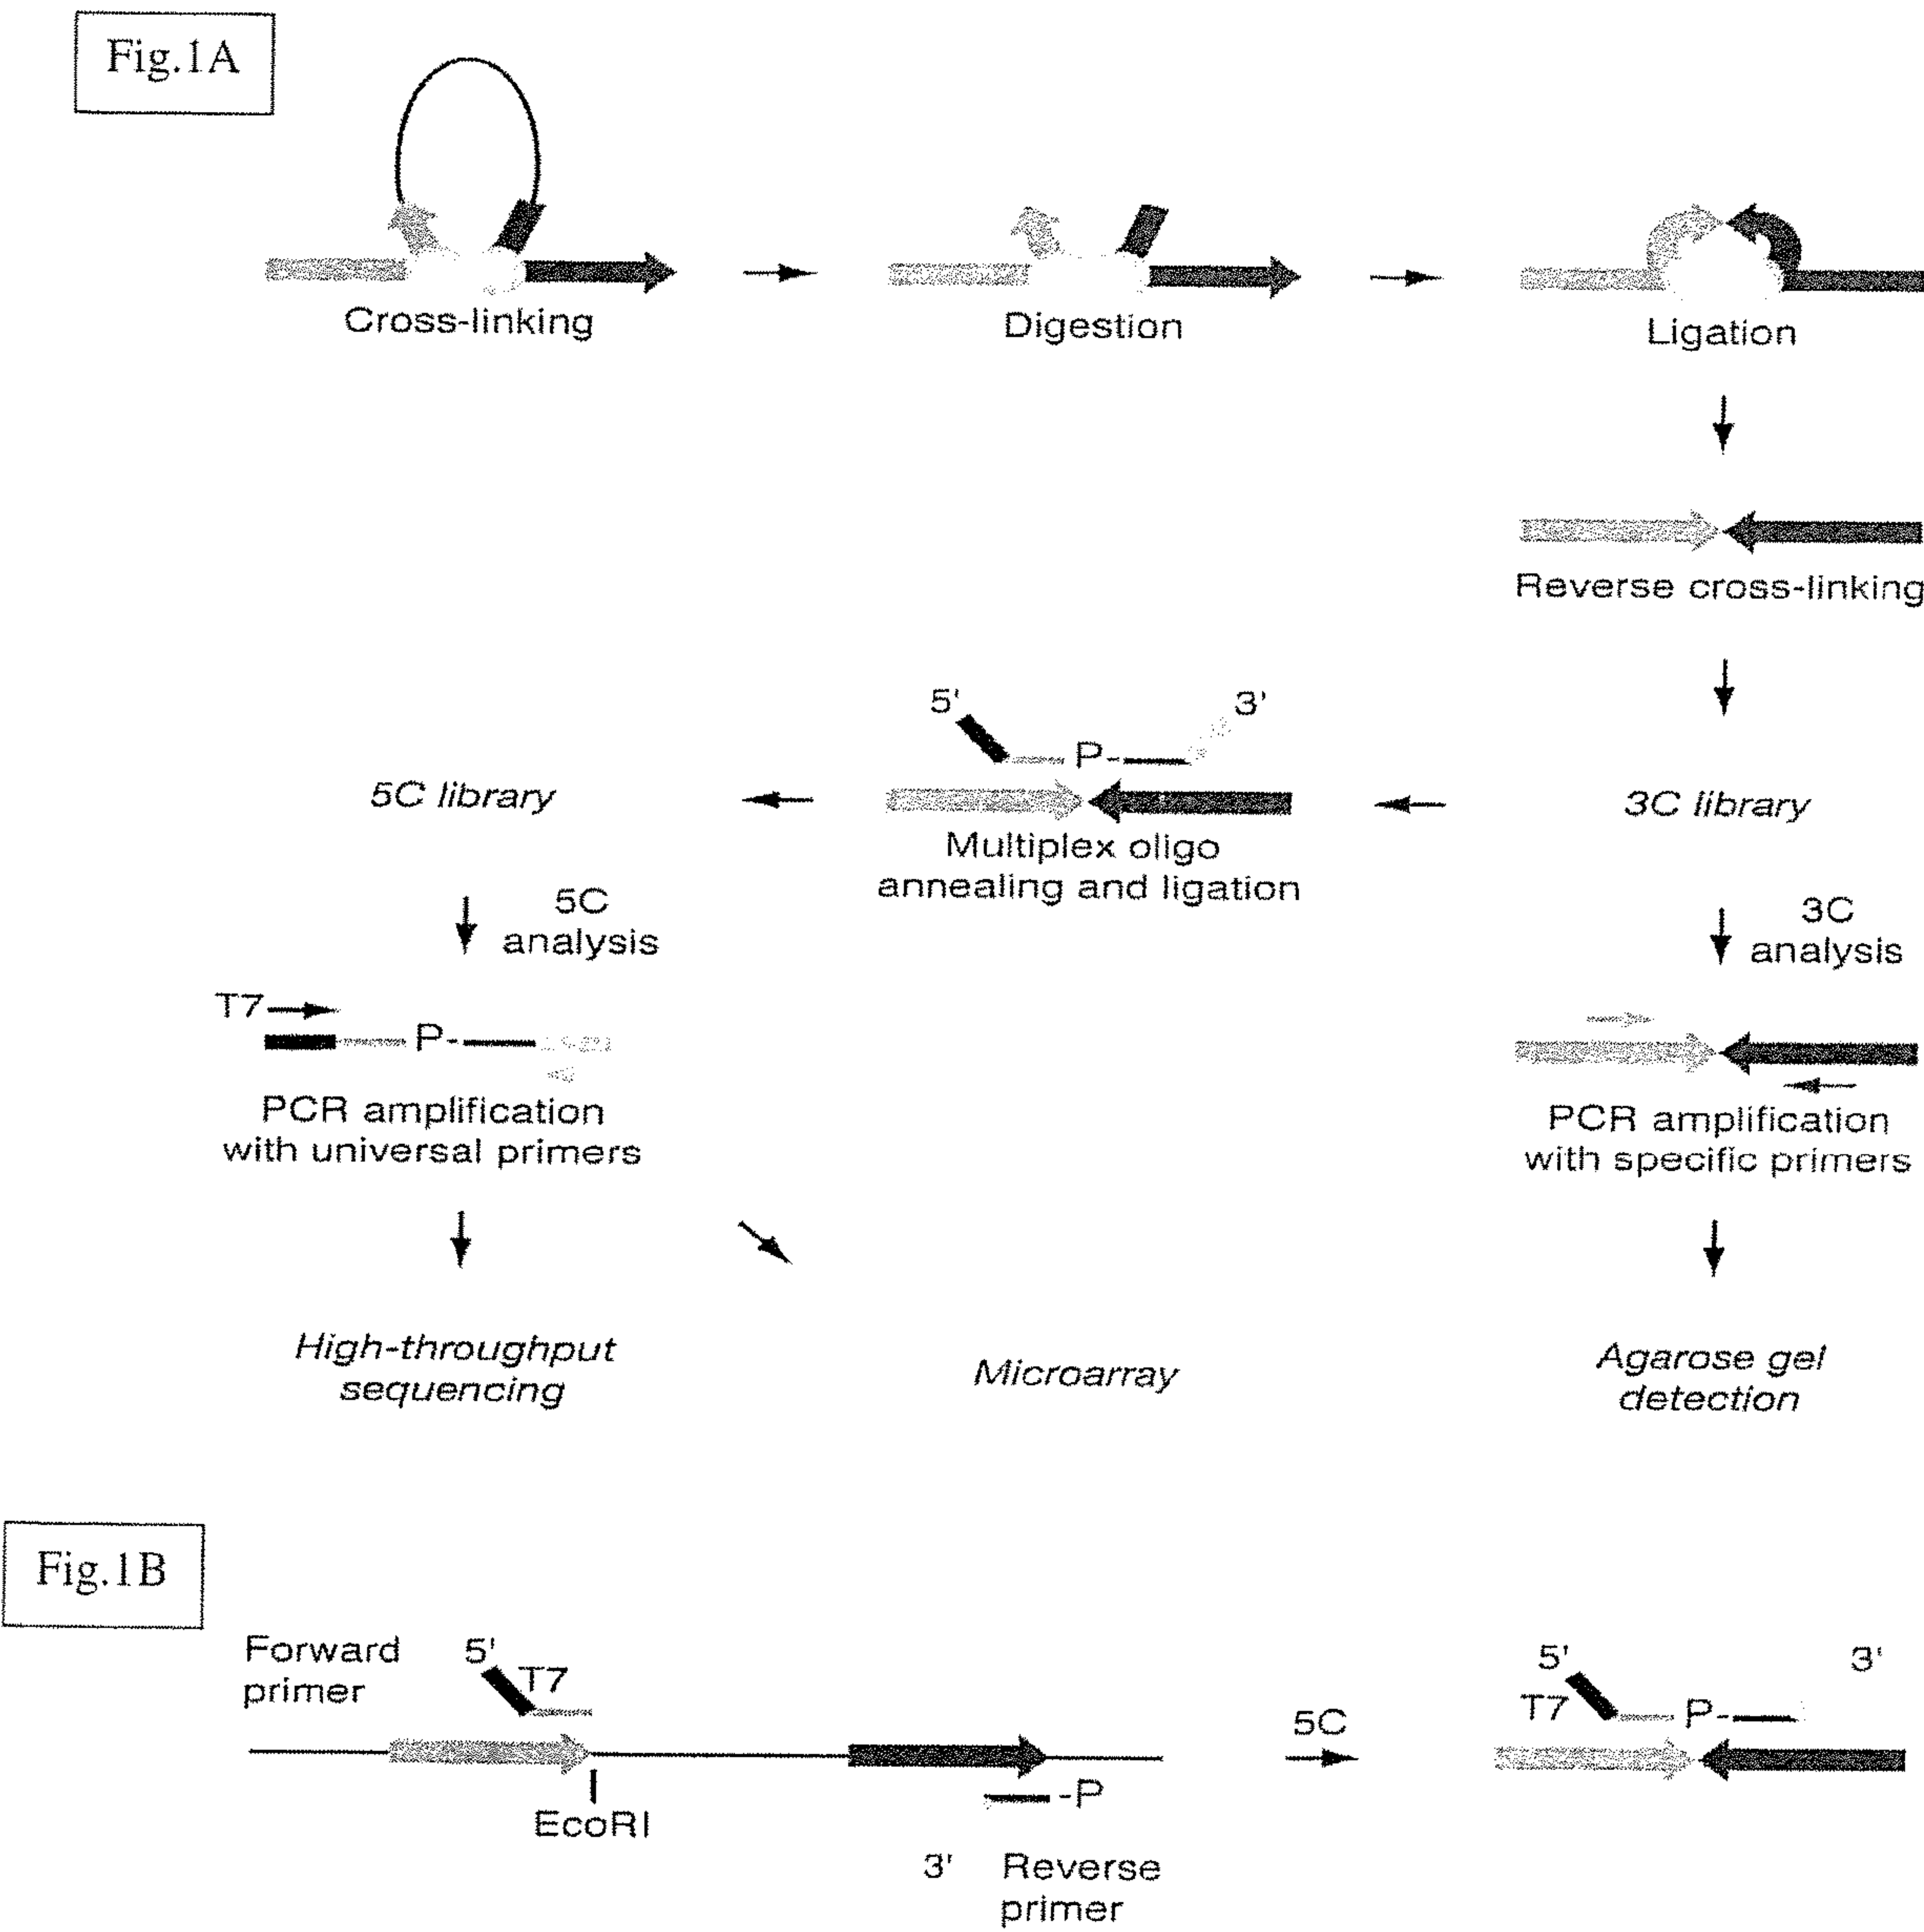 Fig.1A
Cross-linking
Digestion
Ligation
Reverse cross-linking
5'
3'
P-
5C library
3C library
Multiplex oligo
annealing and ligation
5C
analysis
3C
analysis
T7
P-
PCR amplification
with universal primers
PCR amplification
with specific primers
High-throughput
sequencing
Microarray
Agarose gel
detection
Fig.1B
Forward
primer
5'
T7
EcoRI
-P
3'
Reverse
primer
5C
5'
3'
T7
P-